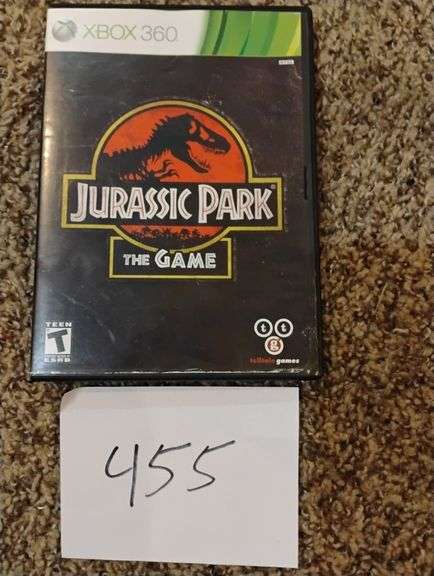 XBOX 360
JURASSIC PARK
THE GAME
TEEN
T
ESRB
t t
g
telltale games
455